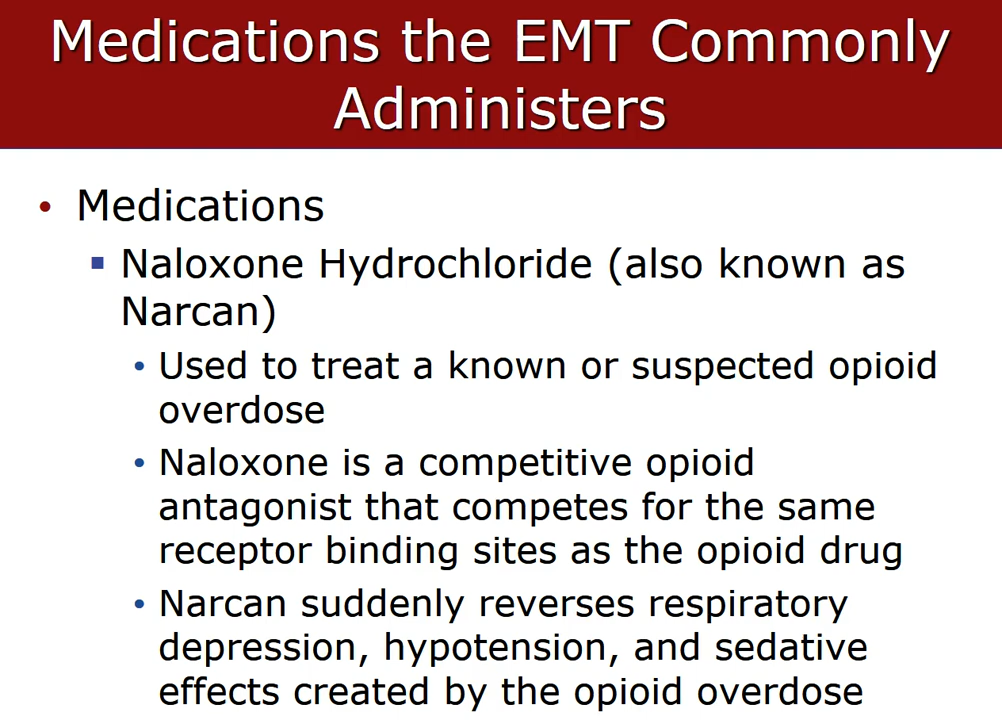 Medications the EMT Commonly
Administers
• Medications
▪ Naloxone Hydrochloride (also known as
Narcan)
• Used to treat a known or suspected opioid
overdose
• Naloxone is a competitive opioid
antagonist that competes for the same
receptor binding sites as the opioid drug
• Narcan suddenly reverses respiratory
depression, hypotension, and sedative
effects created by the opioid overdose